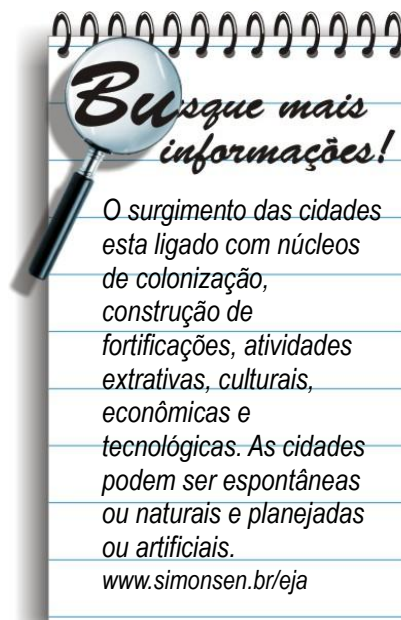 Busque mais
informações!
O surgimento das cidades
esta ligado com núcleos
de colonização,
construção de
fortificações, atividades
extrativas, culturais,
econômicas e
tecnológicas. As cidades
podem ser espontâneas
ou naturais e planejadas
ou artificiais.
www.simonsen.br/eja